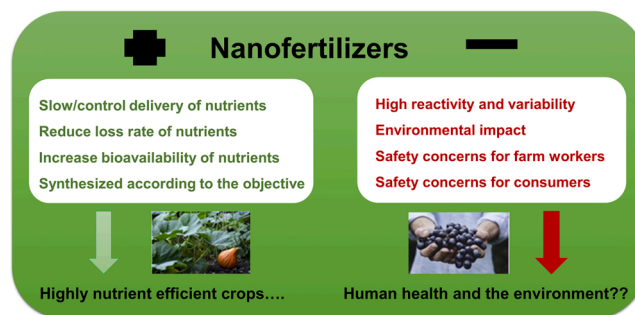 Nanofertilizers
Slow/control delivery of nutrients
Reduce loss rate of nutrients
Increase bioavailability of nutrients
Synthesized according to the objective
High reactivity and variability
Environmental impact
Safety concerns for farm workers
Safety concerns for consumers
Highly nutrient efficient crops....
Human health and the environment??